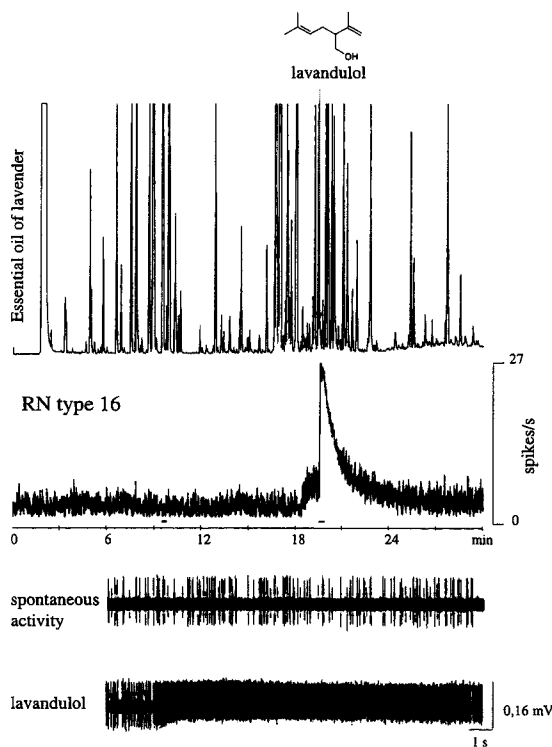 OH
lavandulol
Essential oil of lavender
27
RN type 16
spikes/s
0
0 6 12 18 24 min
spontaneous
activity
lavandulol
0,16 mV
1 s